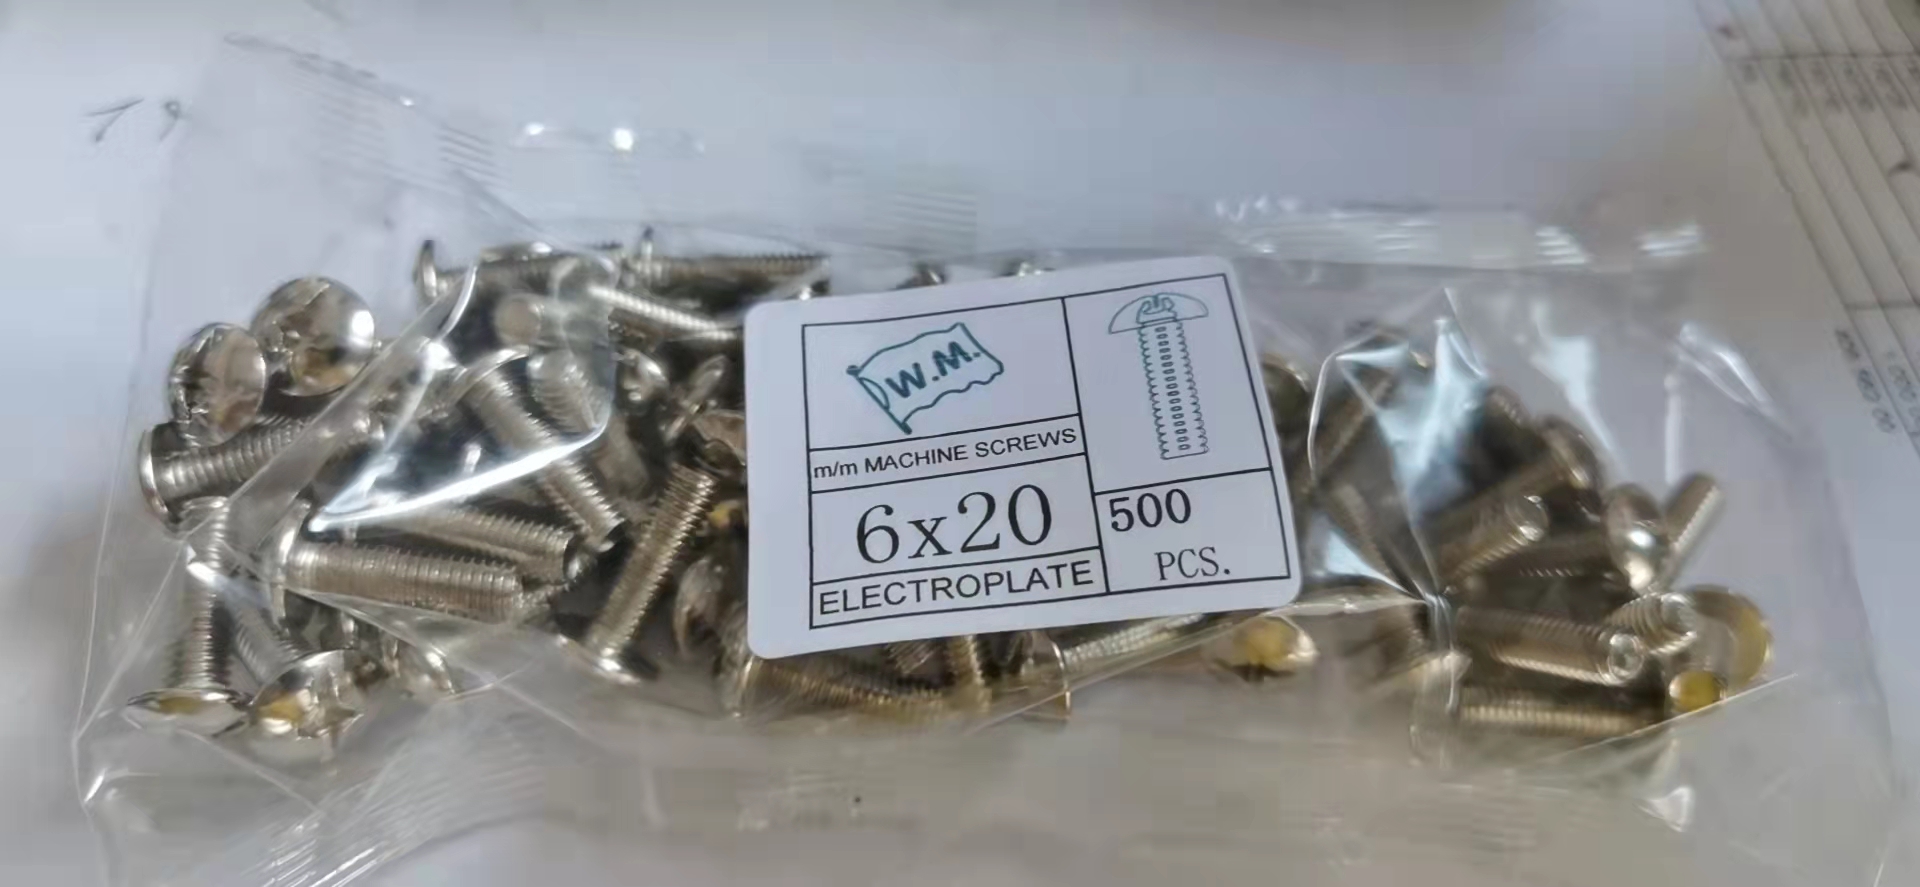 W.M.
m/m MACHINE SCREWS
6x20
ELECTROPLATE
500
PCS.